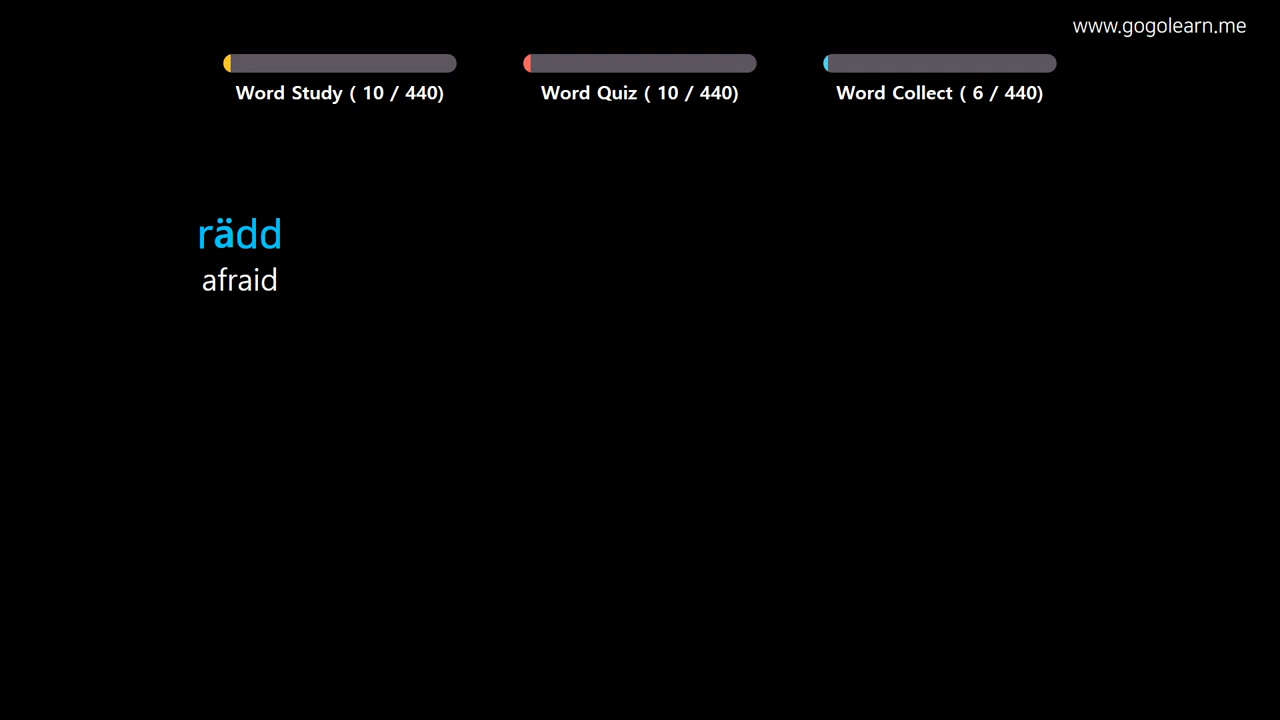 www.gogolearn.me
Word Study ( 10 / 440)
Word Quiz ( 10 / 440)
Word Collect ( 6 / 440)
rädd
afraid